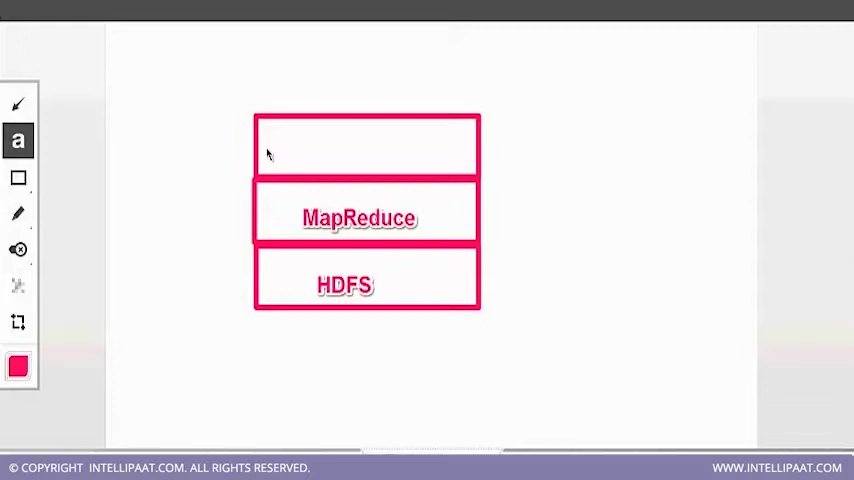 a
MapReduce
HDFS
© COPYRIGHT INTELLIPAAT.COM. ALL RIGHTS RESERVED.
WWW.INTELLIPAAT.COM